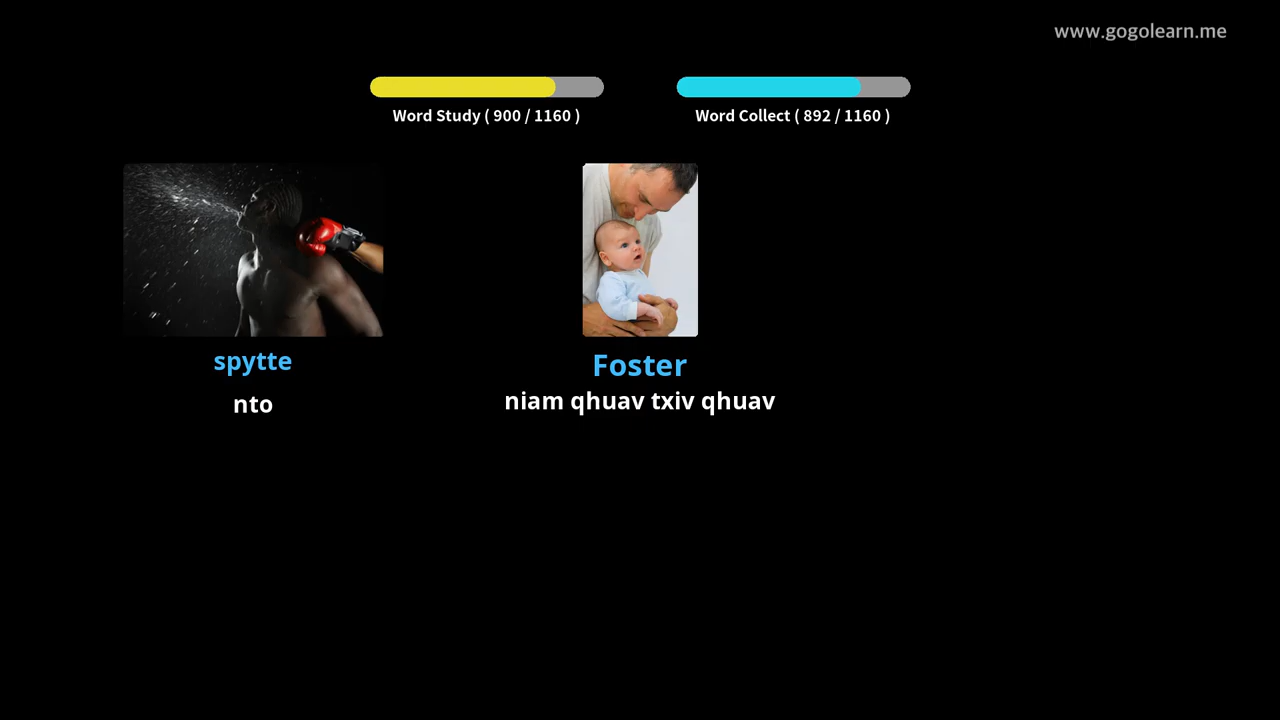 www.gogolearn.me
Word Study ( 900 / 1160 )
Word Collect ( 892 / 1160 )
spytte
nto
Foster
niam qhuav txiv qhuav